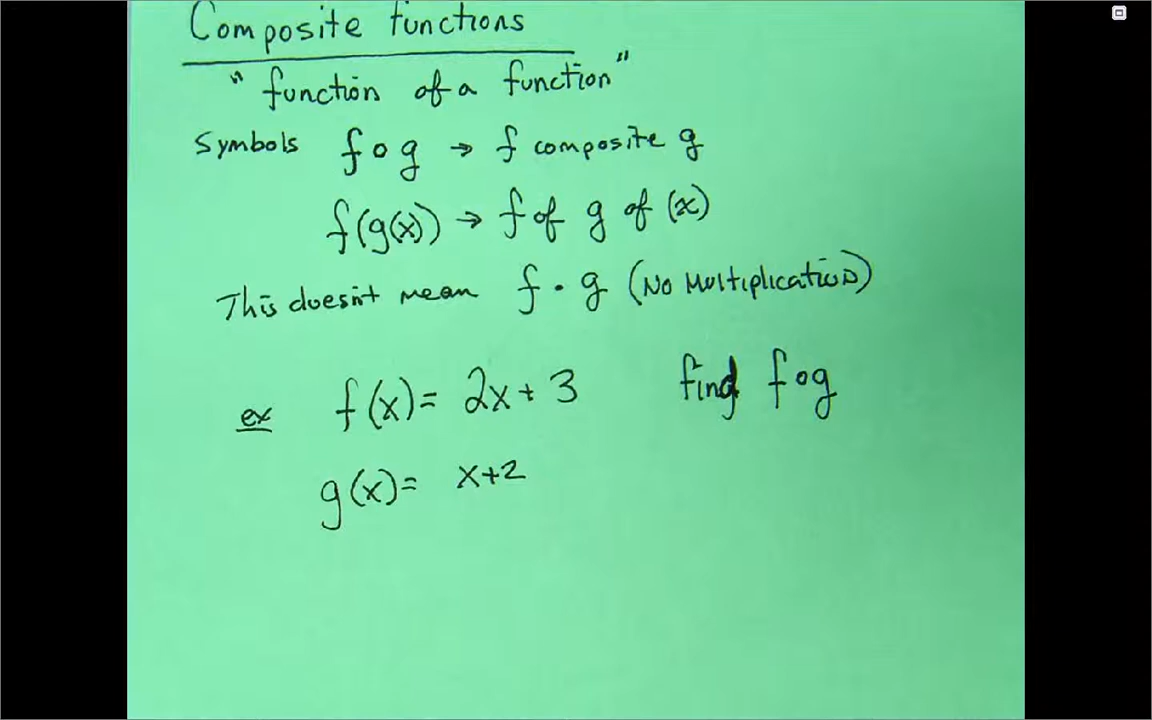 Composite functions
"function of a function"
Symbols f∘g → f composite g
f(g(x)) → f of g of (x)
This doesn't mean f · g (No Multiplication)
ex f(x) = 2x + 3 find f∘g
g(x) = x+2